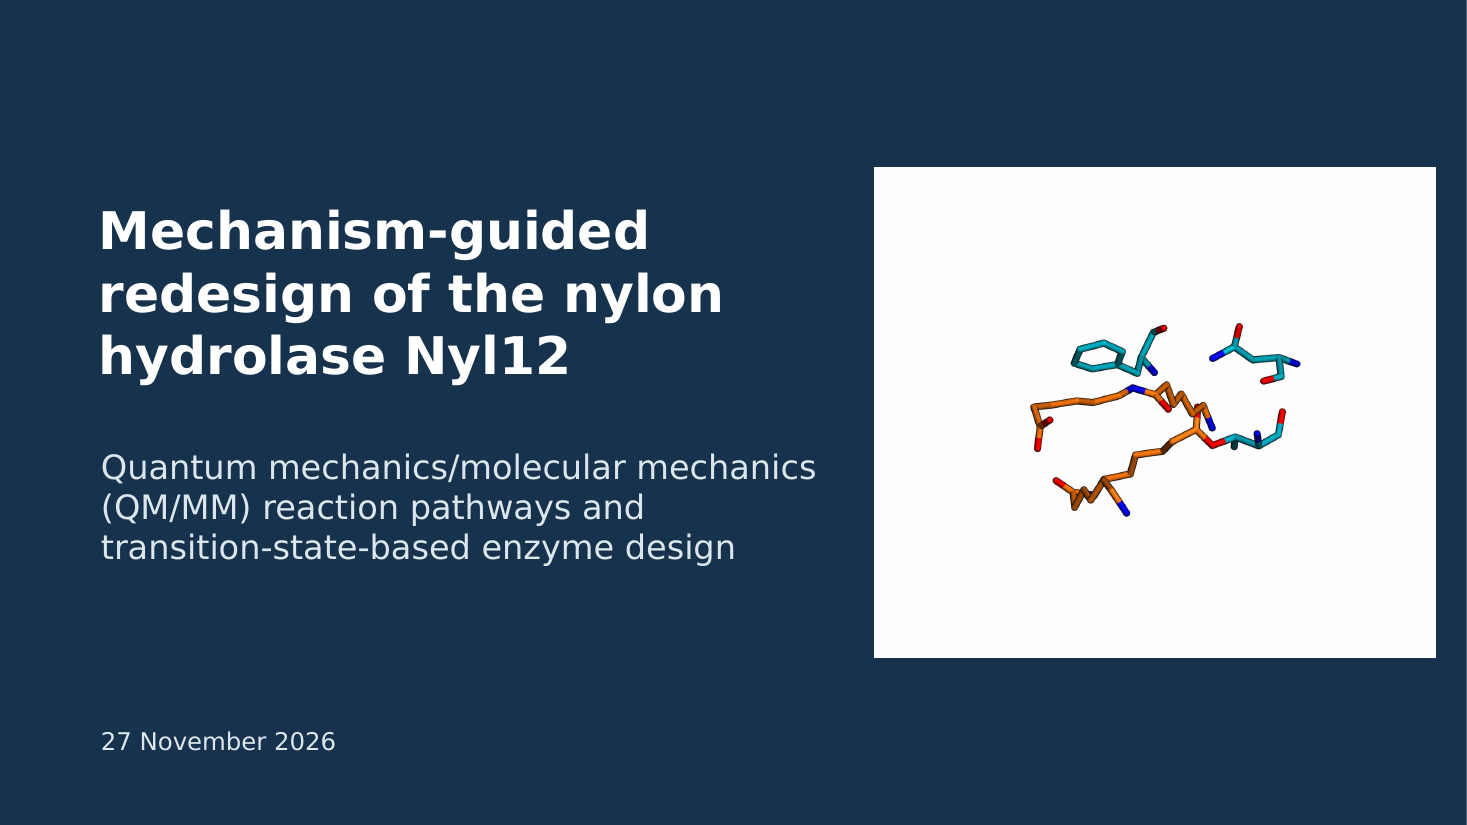 Mechanism-guided
redesign of the nylon
hydrolase Nyl12
Quantum mechanics/molecular mechanics
(QM/MM) reaction pathways and
transition-state-based enzyme design
27 November 2026